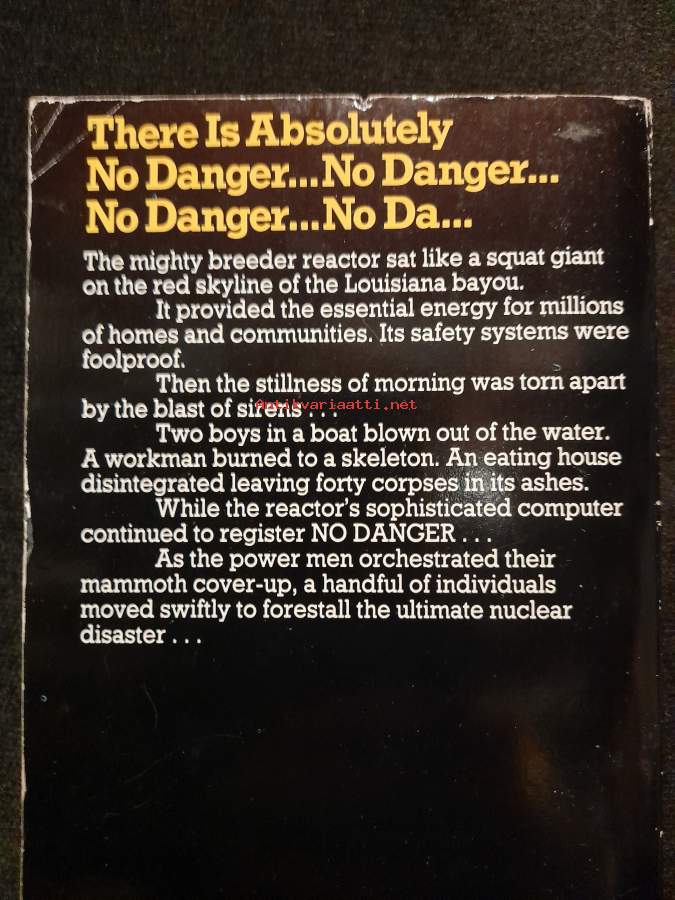 There Is Absolutely
No Danger...No Danger...
No Danger...No Da...
The mighty breeder reactor sat like a squat giant
on the red skyline of the Louisiana bayou.
It provided the essential energy for millions
of homes and communities. Its safety systems were
foolproof.
Then the stillness of morning was torn apart
by the blast of sirens . . .
Antikvariaatti.net
Two boys in a boat blown out of the water.
A workman burned to a skeleton. An eating house
disintegrated leaving forty corpses in its ashes.
While the reactor's sophisticated computer
continued to register NO DANGER . . .
As the power men orchestrated their
mammoth cover-up, a handful of individuals
moved swiftly to forestall the ultimate nuclear
disaster . . .